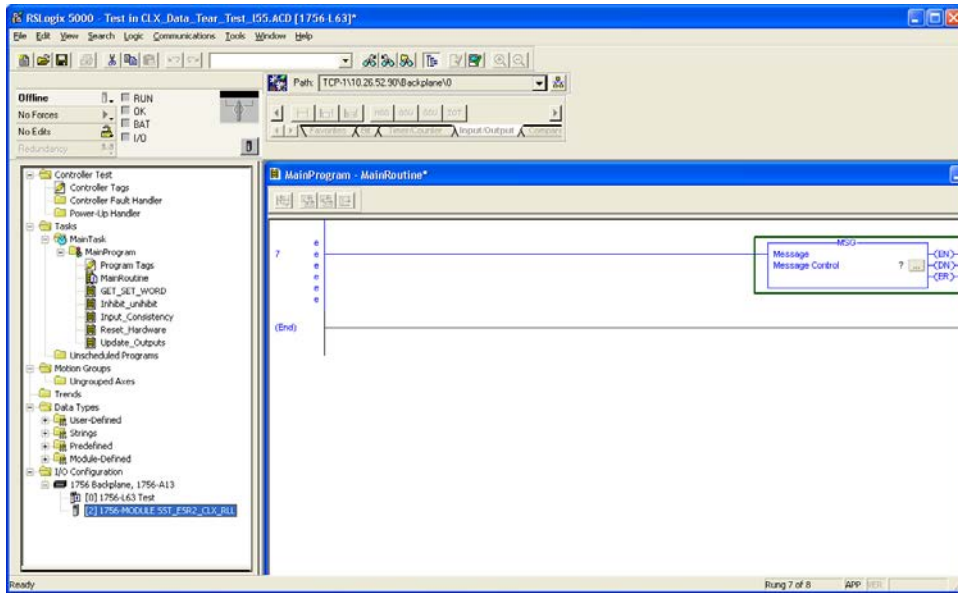 RSLogix 5000 - Test in CLX_Data_Tear_Test_I55.ACD [1756-L63]*
File Edit View Search Logic Communications Tools Window Help
Path: TCP-1\10.26.52.90\Backplane\0
Offline
RUN
No Forces
OK
No Edits
BAT
Redundancy
I/O
Favorites Bit Timer/Counter Input/Output Compare
Controller Test
Controller Tags
Controller Fault Handler
Power-Up Handler
Tasks
MainTask
MainProgram
Program Tags
MainRoutine
GET_SET_WORD
Inhibit_unihibit
Input_Consistency
Reset_Hardware
Update_Outputs
Unscheduled Programs
Motion Groups
Ungrouped Axes
Trends
Data Types
User-Defined
Strings
Predefined
Module-Defined
I/O Configuration
1756 Backplane, 1756-A13
[0] 1756-L63 Test
[2] 1756-MODULE SST_ESR2_CLX_RLL
MainProgram - MainRoutine*
7
e
e
e
e
e
e
MSG
Message
Message Control ? ...
(EN)
(DN)
(ER)
(End)
Ready
Rung 7 of 8 APP VER